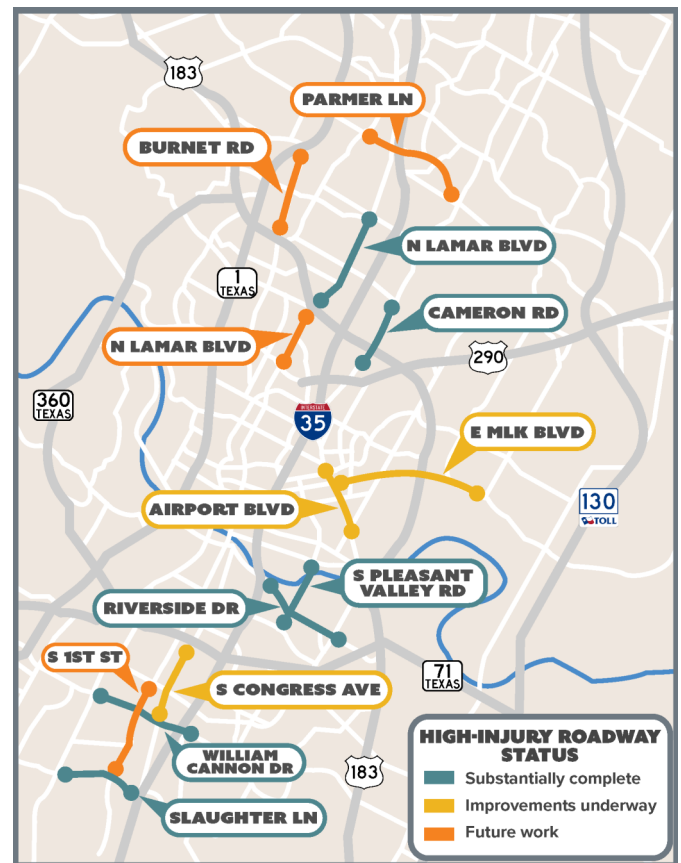 183
PARMER LN
BURNET RD
N LAMAR BLVD
1
TEXAS
CAMERON RD
N LAMAR BLVD
290
360
TEXAS
INTERSTATE
35
E MLK BLVD
130
TOLL
AIRPORT BLVD
S PLEASANT
VALLEY RD
RIVERSIDE DR
S 1ST ST
71
TEXAS
S CONGRESS AVE
WILLIAM
CANNON DR
183
SLAUGHTER LN
HIGH-INJURY ROADWAY
STATUS
Substantially complete
Improvements underway
Future work